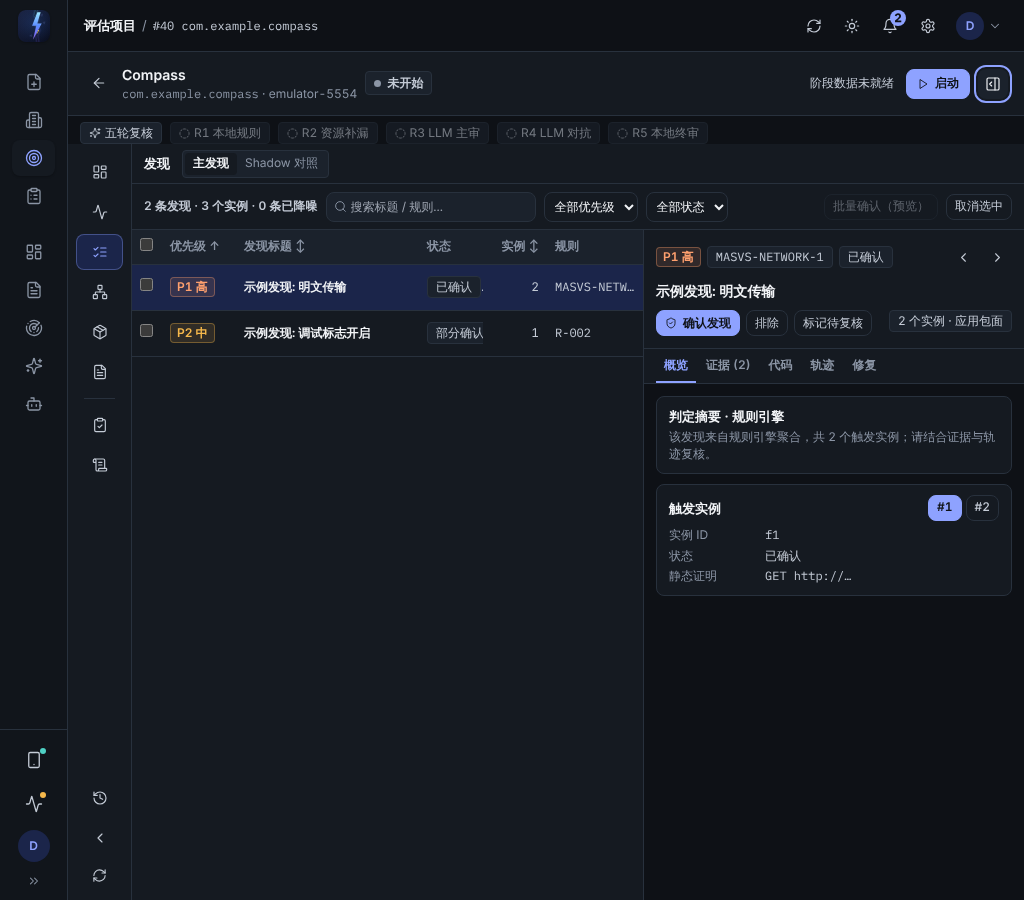 评估项目 / #40 com.example.compass
2
D
Compass
com.example.compass · emulator-5554
未开始
阶段数据未就绪
启动
五轮复核
R1 本地规则
R2 资源补漏
R3 LLM 主审
R4 LLM 对抗
R5 本地终审
发现
主发现
Shadow 对照
2 条发现 · 3 个实例 · 0 条已降噪
搜索标题 / 规则...
全部优先级
全部状态
批量确认（预览）
取消选中
优先级
发现标题
状态
实例
规则
P1 高
示例发现: 明文传输
已确认
2
MASVS-NETW…
P2 中
示例发现: 调试标志开启
部分确认
1
R-002
P1 高
MASVS-NETWORK-1
已确认
示例发现: 明文传输
确认发现
排除
标记待复核
2 个实例 · 应用包面
概览
证据 (2)
代码
轨迹
修复
判定摘要 · 规则引擎
该发现来自规则引擎聚合，共 2 个触发实例；请结合证据与轨
迹复核。
触发实例
#1
#2
实例 ID
f1
状态
已确认
静态证明
GET http://…
D